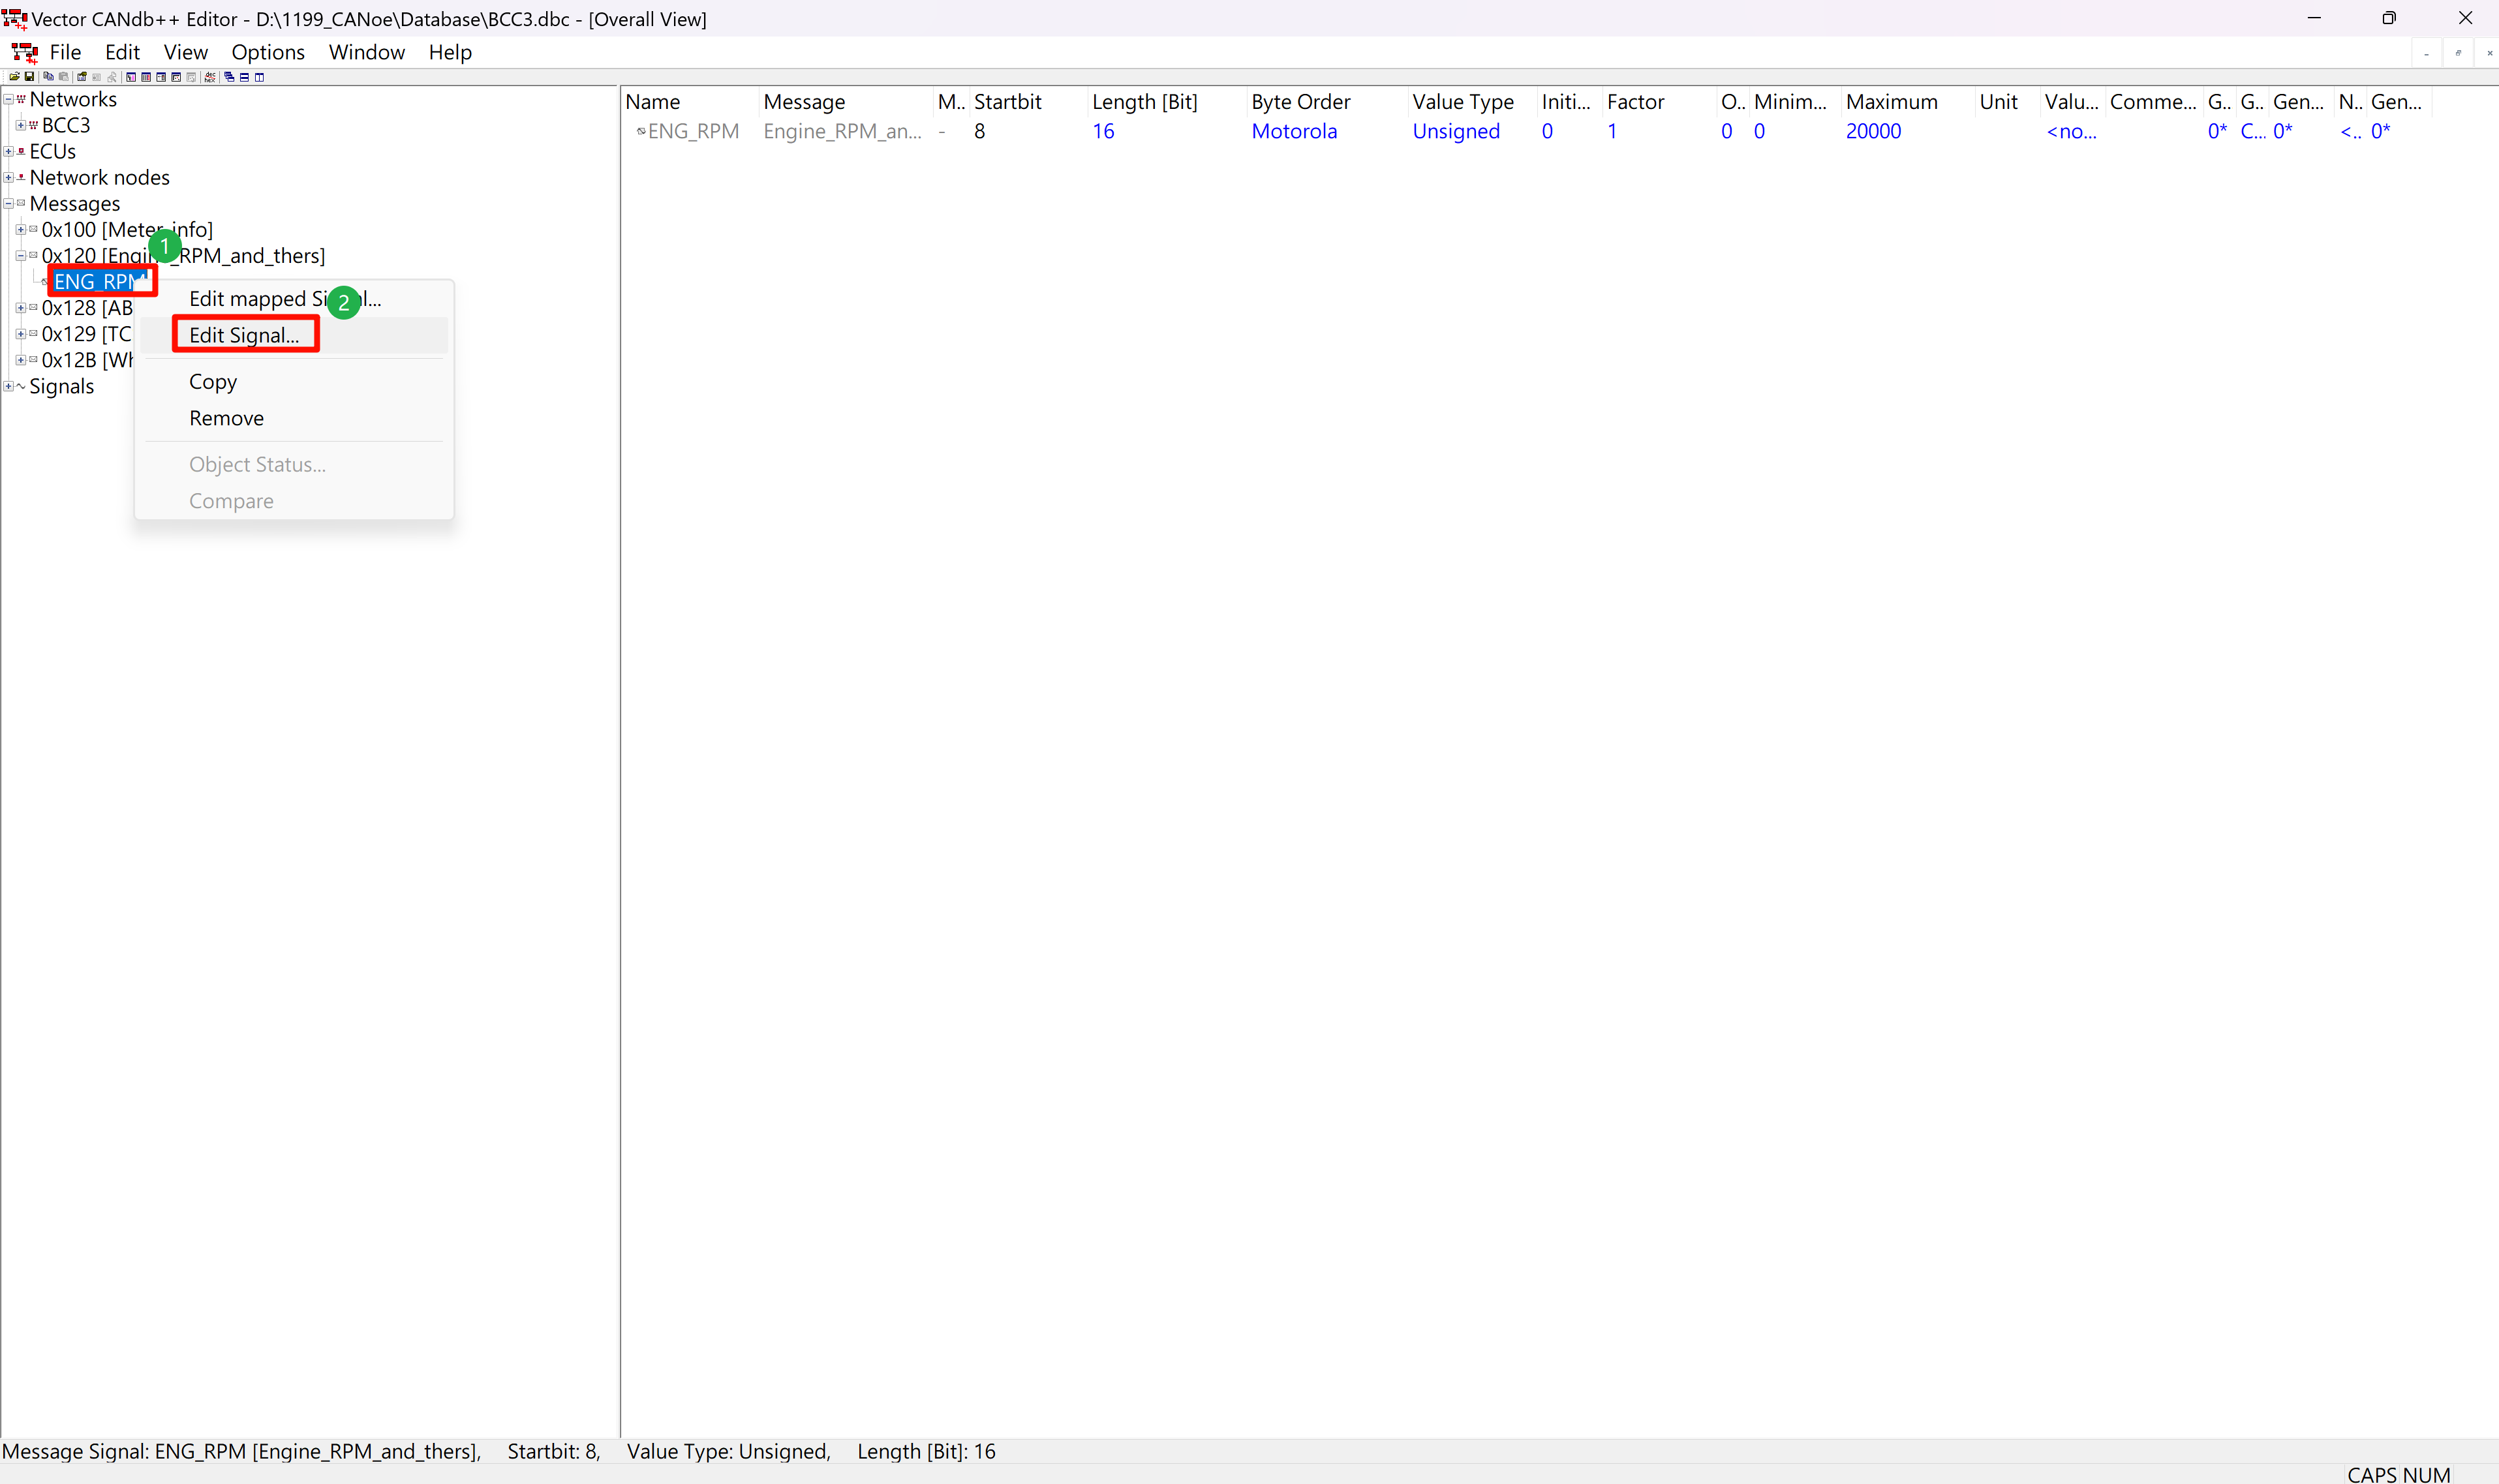 Vector CANdb++ Editor - D:\1199_CANoe\Database\BCC3.dbc - [Overall View]
File Edit View Options Window Help
Networks
BCC3
ECUs
Network nodes
Messages
0x100 [Meter_info]
0x120 [Engin_RPM_and_thers]
1
ENG_RPM
0x128 [AB
0x129 [TC
0x12B [Wh
Signals
Edit mapped Si l...
2
Edit Signal...
Copy
Remove
Object Status...
Compare
Name Message M.. Startbit Length [Bit] Byte Order Value Type Initi... Factor O.. Minim... Maximum Unit Valu... Comme... G.. G.. Gen... N.. Gen...
ENG_RPM Engine_RPM_an... - 8 16 Motorola Unsigned 0 1 0 0 20000 <no... 0* C... 0* <.. 0*
Message Signal: ENG_RPM [Engine_RPM_and_thers], Startbit: 8, Value Type: Unsigned, Length [Bit]: 16
CAPS NUM